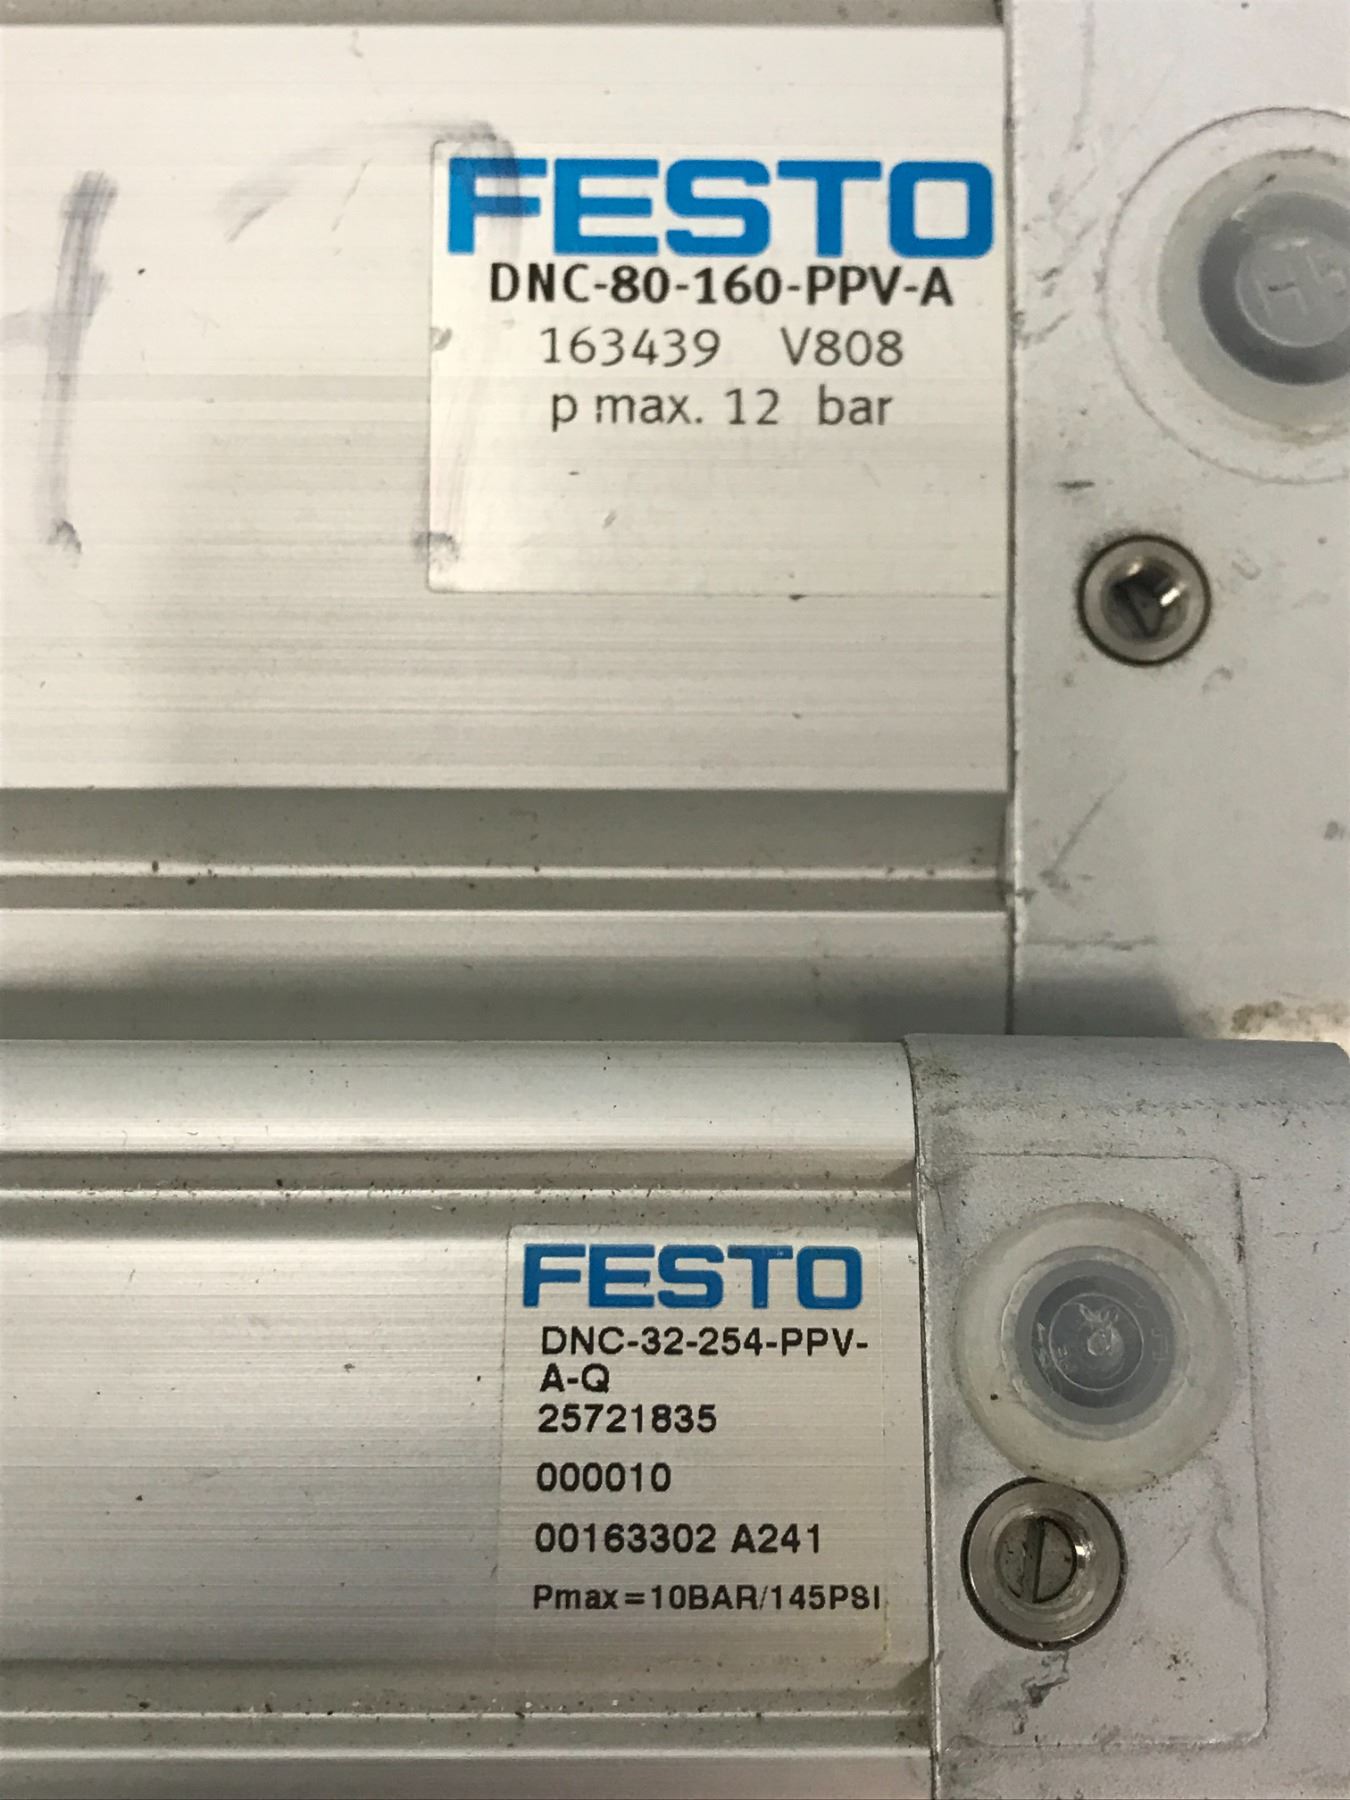 FESTO
DNC-80-160-PPV-A
163439 V808
p max. 12 bar
FESTO
DNC-32-254-PPV-
A-Q
25721835
000010
00163302 A241
Pmax=10BAR/145PSI